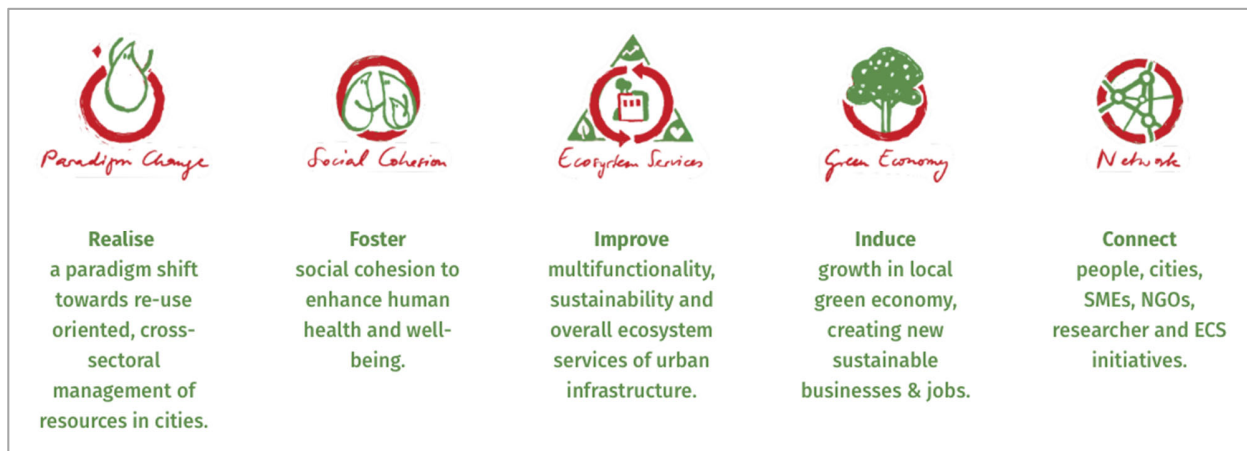 Paradigm Change
Social Cohesion
Ecosystem Services
Green Economy
Network
Realise
a paradigm shift
towards re-use
oriented, cross-
sectoral
management of
resources in cities.
Foster
social cohesion to
enhance human
health and well-
being.
Improve
multifunctionality,
sustainability and
overall ecosystem
services of urban
infrastructure.
Induce
growth in local
green economy,
creating new
sustainable
businesses & jobs.
Connect
people, cities,
SMEs, NGOs,
researcher and ECS
initiatives.